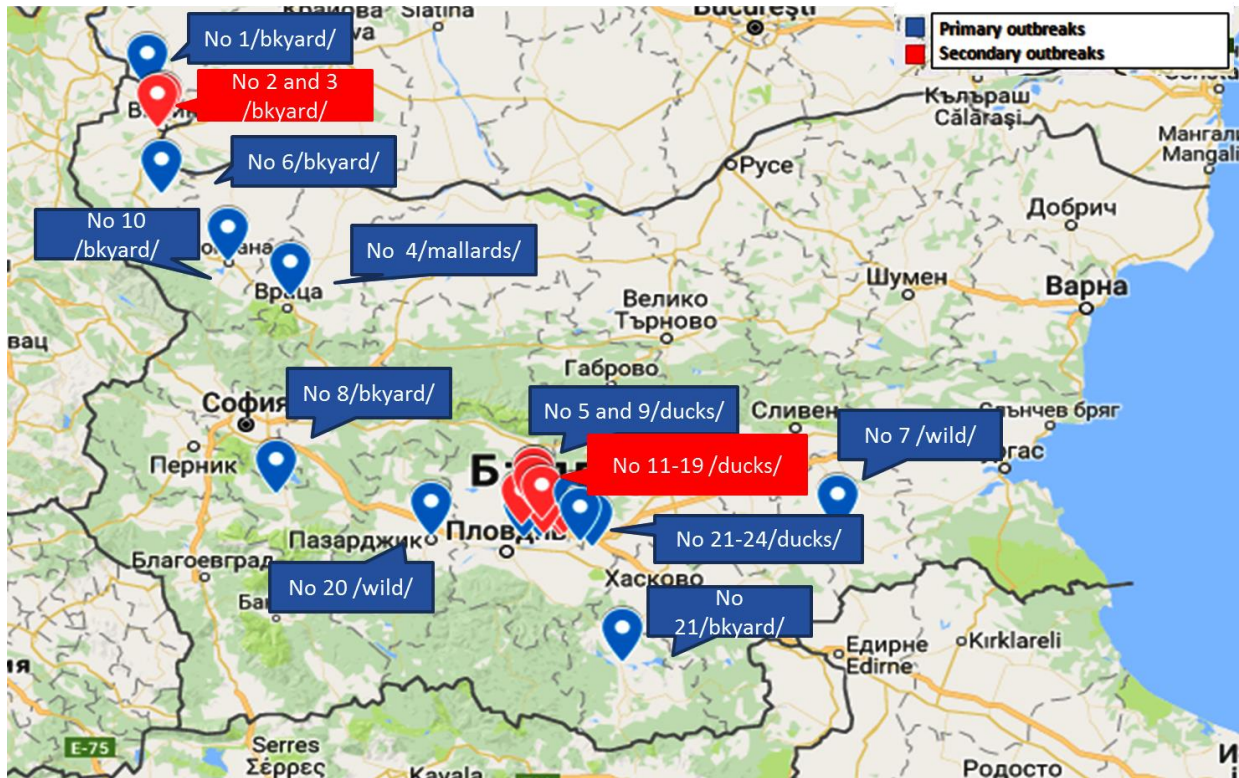 Крайова
Slatina
București
Primary outbreaks
Secondary outbreaks
No 1/bkyard/
No 2 and 3
/bkyard/
Кълъраш
Călărași
Мангали
Mangali
Русе
No 6/bkyard/
Добрич
No 10
/bkyard/
No 4/mallards/
Враца
Шумен
Варна
Велико
Търново
Габрово
No 8/bkyard/
София
No 5 and 9/ducks/
Сливен
No 7 /wild/
Перник
No 11-19 /ducks/
Пазарджик
Пловдив
No 21-24/ducks/
Благоевград
No 20 /wild/
Хасково
No
21/bkyard/
Едирне
Edirne
Kırklareli
E-75
Serres
Σέρρες
Kavala
Родосто